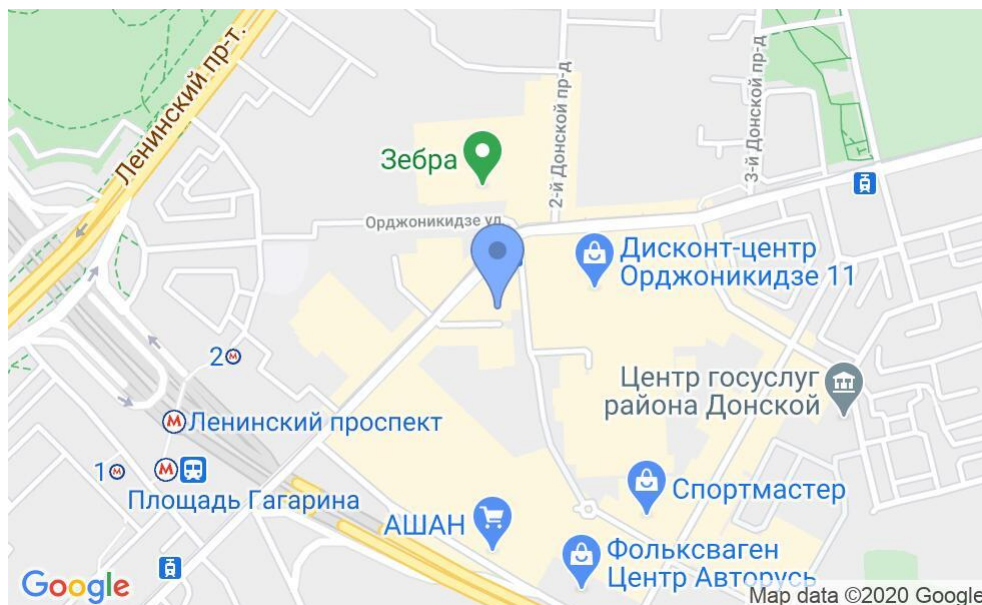 Ленинский пр-т.
2-й Донской пр-д
3-й Донской пр-д
Зебра
Орджоникидзе ул
Дисконт-центр
Орджоникидзе 11
2
Центр госуслуг
района Донской
Ленинский проспект
1
Площадь Гагарина
Спортмастер
АШАН
Фольксваген
Центр Авторусь
Google
Map data ©2020 Google